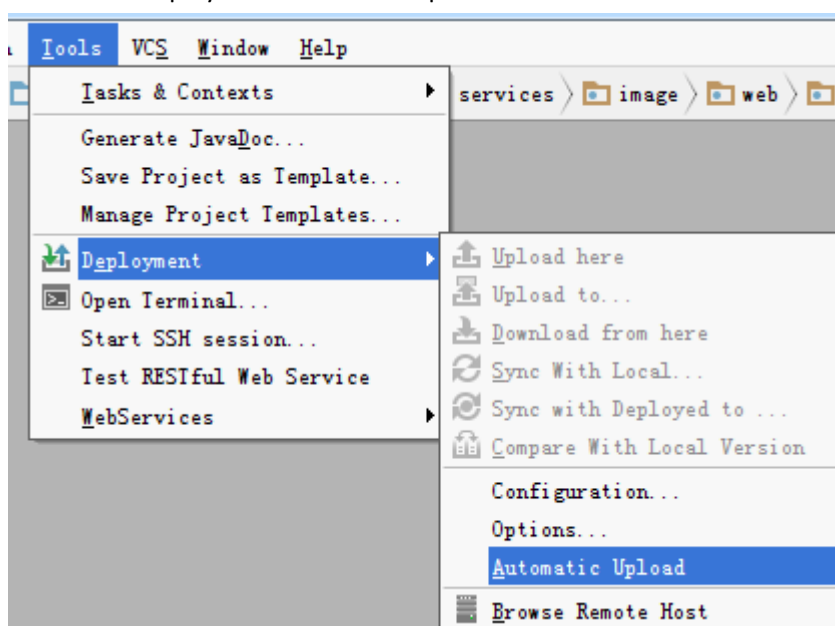 Tools VCS Window Help
Tasks & Contexts
services image web
Generate JavaDoc...
Save Project as Template...
Manage Project Templates...
Deployment
Upload here
Open Terminal...
Upload to...
Start SSH session...
Download from here
Test RESTful Web Service
Sync With Local...
WebServices
Sync with Deployed to ...
Compare With Local Version
Configuration...
Options...
Automatic Upload
Browse Remote Host